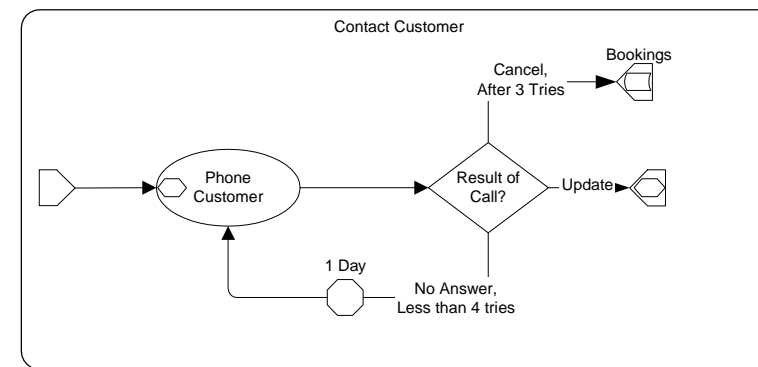 Contact Customer
Bookings
Cancel,
After 3 Tries
Phone
Customer
Result of
Call?
Update
1 Day
No Answer,
Less than 4 tries